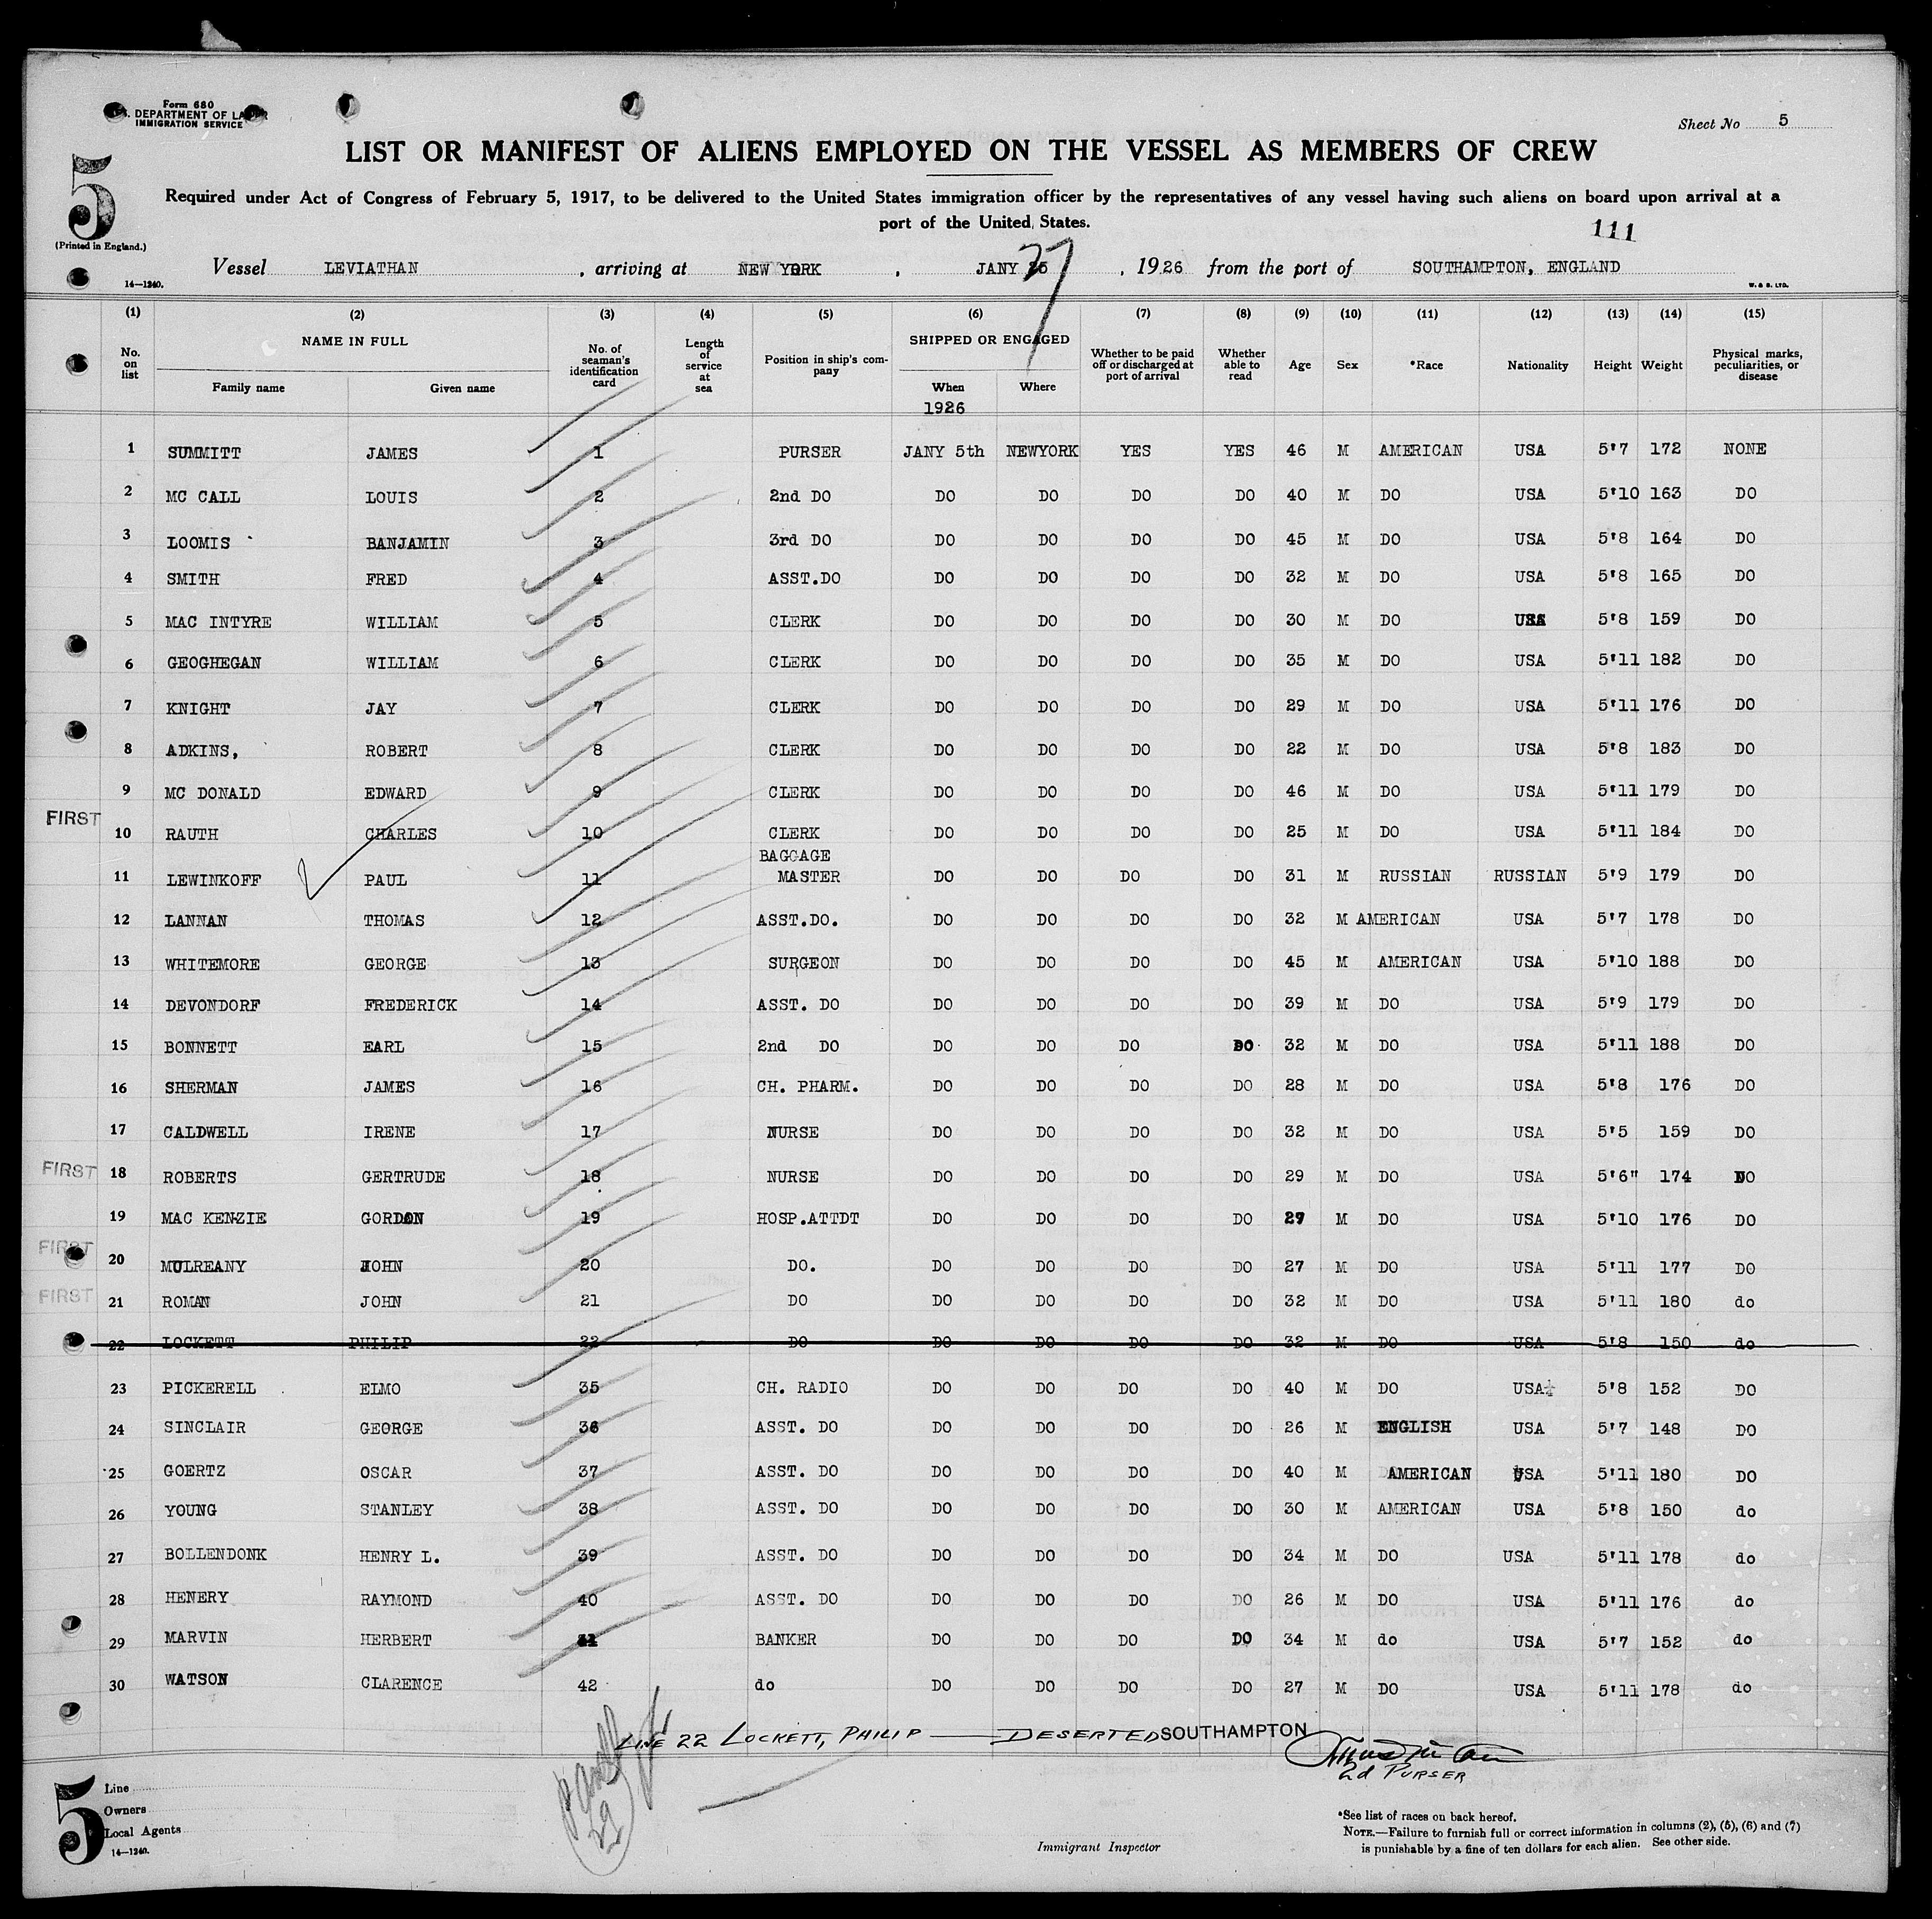 Form 680
. DEPARTMENT OF LABOR
IMMIGRATION SERVICE
Sheet No 5
LIST OR MANIFEST OF ALIENS EMPLOYED ON THE VESSEL AS MEMBERS OF CREW
5
Required under Act of Congress of February 5, 1917, to be delivered to the United States immigration officer by the representatives of any vessel having such aliens on board upon arrival at a
port of the United States.
111
(Printed in England.)
Vessel LEVIATHAN , arriving at NEW YORK , JANY 27 , 1926 from the port of SOUTHAMPTON, ENGLAND
14—1240.
W. & S. LTD.
(1) (2) (3) (4) (5) (6) (7) (8) (9) (10) (11) (12) (13) (14) (15)
No. on list NAME IN FULL Family name Given name No. of seaman's identification card Length of service at sea Position in ship's company SHIPPED OR ENGAGED When Where Whether to be paid off or discharged at port of arrival Whether able to read Age Sex *Race Nationality Height Weight Physical marks, peculiarities, or disease
1926
1 SUMMITT JAMES 1 PURSER JANY 5th NEWYORK YES YES 46 M AMERICAN USA 5'7 172 NONE
2 MC CALL LOUIS 2 2nd DO DO DO DO DO 40 M DO USA 5'10 163 DO
3 LOOMIS BANJAMIN 3 3rd DO DO DO DO DO 45 M DO USA 5'8 164 DO
4 SMITH FRED 4 ASST.DO DO DO DO DO 32 M DO USA 5'8 165 DO
5 MAC INTYRE WILLIAM 5 CLERK DO DO DO DO 30 M DO USA 5'8 159 DO
6 GEOGHEGAN WILLIAM 6 CLERK DO DO DO DO 35 M DO USA 5'11 182 DO
7 KNIGHT JAY 7 CLERK DO DO DO DO 29 M DO USA 5'11 176 DO
8 ADKINS, ROBERT 8 CLERK DO DO DO DO 22 M DO USA 5'8 183 DO
9 MC DONALD EDWARD 9 CLERK DO DO DO DO 46 M DO USA 5'11 179 DO
FIRST
10 RAUTH CHARLES 10 CLERK DO DO DO DO 25 M DO USA 5'11 184 DO
BAGGAGE
11 LEWINKOFF PAUL 11 MASTER DO DO DO DO 31 M RUSSIAN RUSSIAN 5'9 179 DO
12 LANNAN THOMAS 12 ASST.DO. DO DO DO DO 32 M AMERICAN USA 5'7 178 DO
13 WHITEMORE GEORGE 13 SURGEON DO DO DO DO 45 M AMERICAN USA 5'10 188 DO
14 DEVONDORF FREDERICK 14 ASST. DO DO DO DO DO 39 M DO USA 5'9 179 DO
15 BONNETT EARL 15 2nd DO DO DO DO DO 32 M DO USA 5'11 188 DO
16 SHERMAN JAMES 16 CH. PHARM. DO DO DO DO 28 M DO USA 5'8 176 DO
17 CALDWELL IRENE 17 NURSE DO DO DO DO 32 M DO USA 5'5 159 DO
FIRST 18 ROBERTS GERTRUDE 18 NURSE DO DO DO DO 29 M DO USA 5'6" 174 DO
19 MAC KENZIE GORDON 19 HOSP.ATTDT DO DO DO DO 27 M DO USA 5'10 176 DO
FIRST
20 MULREANY JOHN 20 DO. DO DO DO DO 27 M DO USA 5'11 177 DO
FIRST 21 ROMAN JOHN 21 DO DO DO DO DO 32 M DO USA 5'11 180 do
22 LOCKETT PHILIP 22 DO DO DO DO DO 32 M DO USA 5'8 150 do
23 PICKERELL ELMO 35 CH. RADIO DO DO DO DO 40 M DO USA 5'8 152 DO
24 SINCLAIR GEORGE 36 ASST. DO DO DO DO DO 26 M ENGLISH USA 5'7 148 DO
25 GOERTZ OSCAR 37 ASST. DO DO DO DO DO 40 M AMERICAN USA 5'11 180 DO
26 YOUNG STANLEY 38 ASST. DO DO DO DO DO 30 M AMERICAN USA 5'8 150 do
27 BOLLENDONK HENRY L. 39 ASST. DO DO DO DO DO 34 M DO USA 5'11 178 do
28 HENERY RAYMOND 40 ASST. DO DO DO DO DO 26 M DO USA 5'11 176 do
29 MARVIN HERBERT BANKER DO DO DO DO 34 M do USA 5'7 152 do
30 WATSON CLARENCE 42 do DO DO DO DO 27 M DO USA 5'11 178 do
LINE 22 LOCKETT, PHILIP — DESERTED SOUTHAMPTON
2d PURSER
29
5
Line
Owners
Local Agents
14—1240.
Immigrant Inspector
*See list of races on back hereof.
NOTE.—Failure to furnish full or correct information in columns (2), (5), (6) and (7)
is punishable by a fine of ten dollars for each alien. See other side.